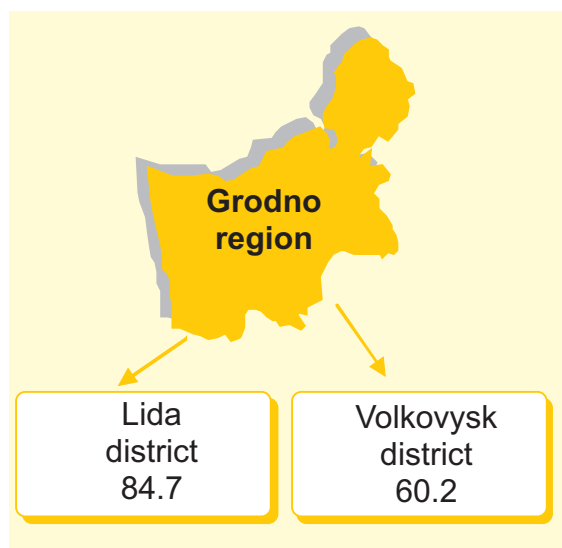 Grodno
region
Lida
district
84.7
Volkovysk
district
60.2